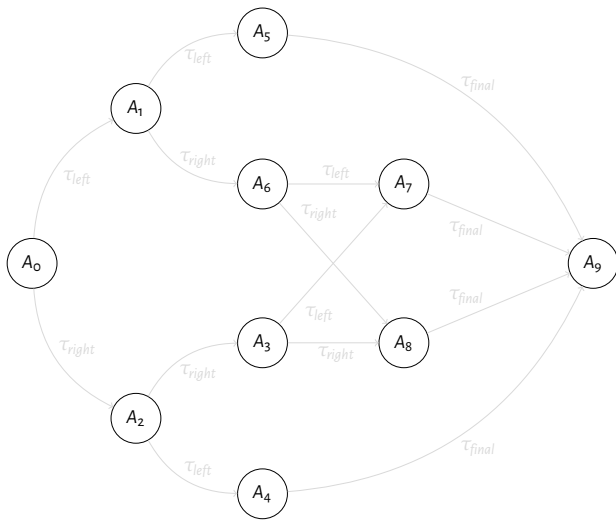 A5
τleft
τfinal
A1
τright
A6
τleft
A7
τleft
τright
τfinal
A0
A9
τfinal
τright
τleft
A3
τright
A8
τright
A2
τleft
τfinal
A4